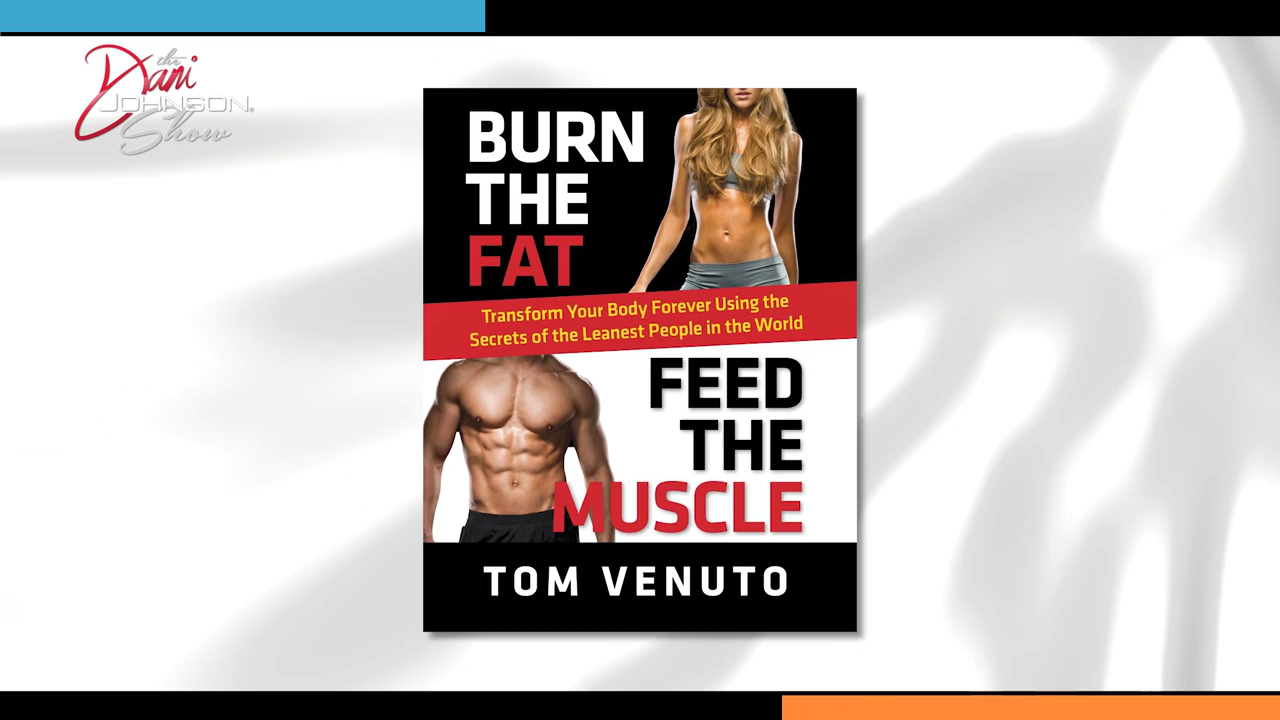 the
Dani
JOHNSON®
Show
BURN
THE
FAT
Transform Your Body Forever Using the
Secrets of the Leanest People in the World
FEED
THE
MUSCLE
TOM VENUTO